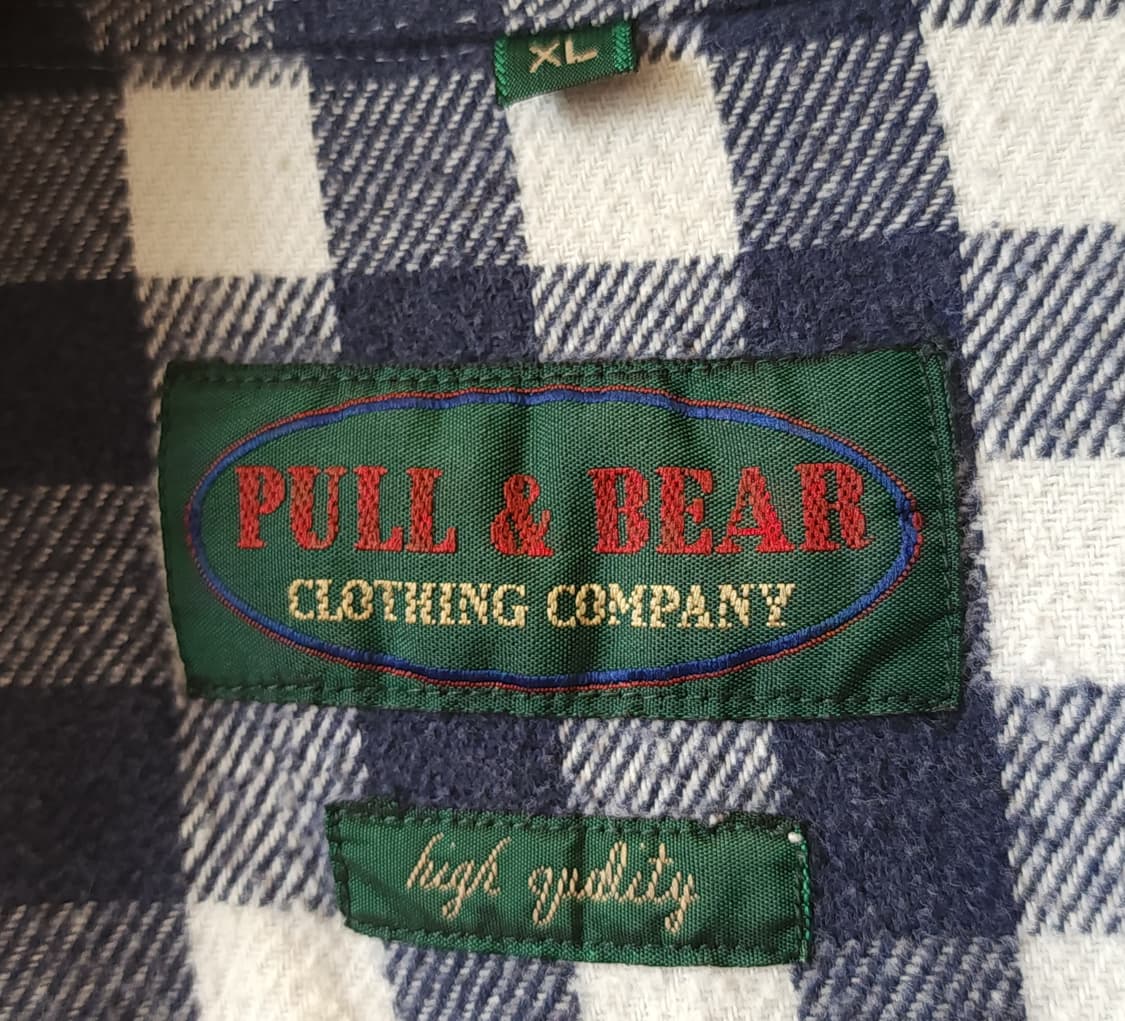 XL
PULL & BEAR
CLOTHING COMPANY
high quality